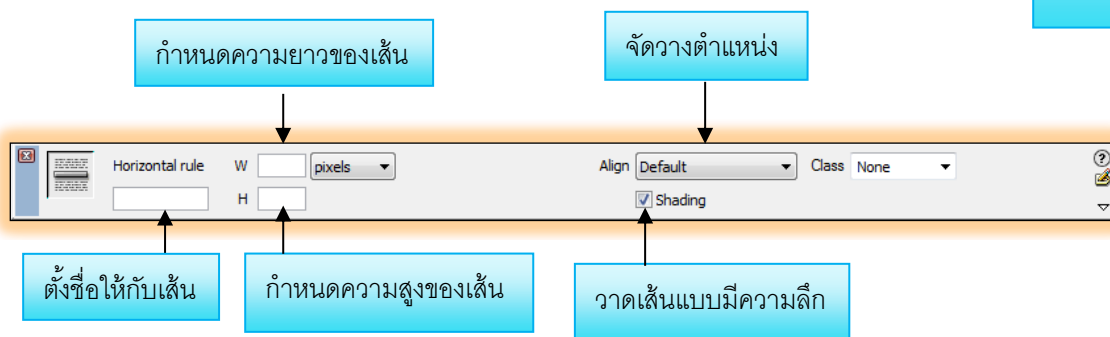 กำหนดความยาวของเส้น
จัดวางตำแหน่ง
Horizontal rule W pixels Align Default Class None
H Shading
ตั้งชื่อให้กับเส้น
กำหนดความสูงของเส้น
วาดเส้นแบบมีความลึก